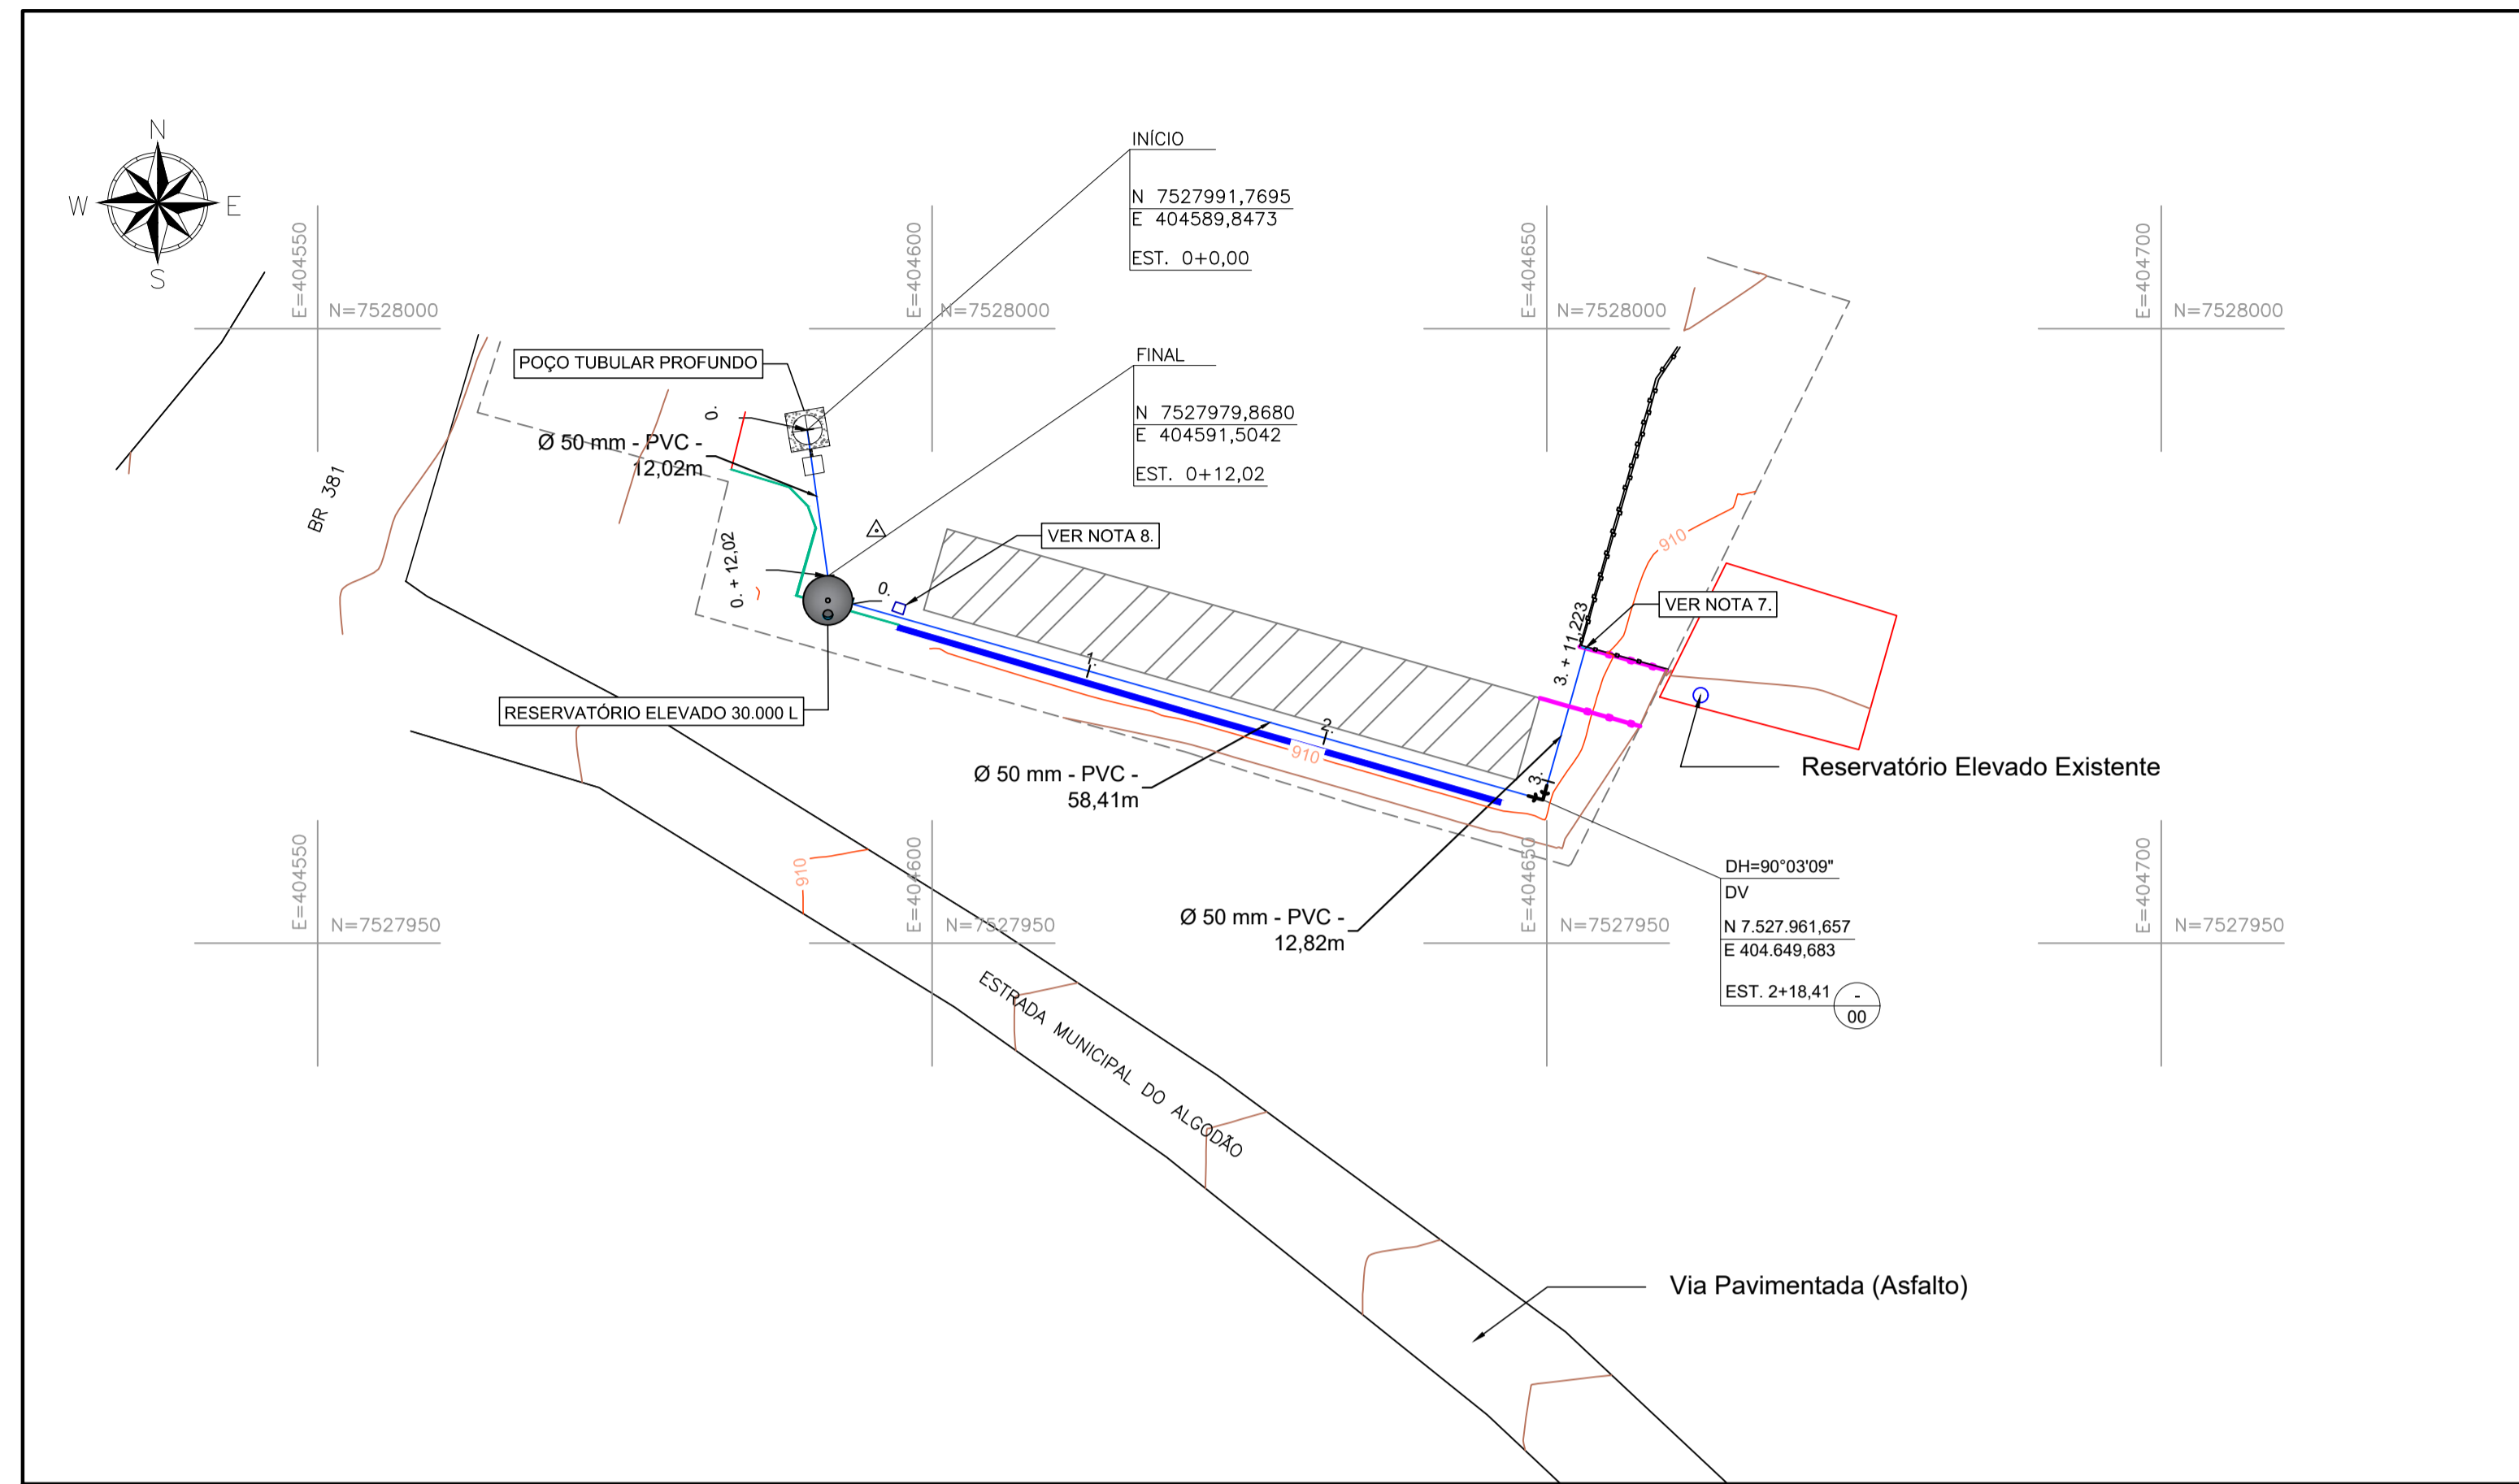 N
W
E
S
E=404550
N=7528000
E=404600
N=7528000
E=404650
N=7528000
E=404700
N=7528000
INÍCIO
N 7527991,7695
E 404589,8473
EST. 0+0,00
FINAL
N 7527979,8680
E 404591,5042
EST. 0+12,02
POÇO TUBULAR PROFUNDO
0.
Ø 50 mm - PVC -
12,02m
BR 381
0. + 12,02
VER NOTA 8.
0.
910
VER NOTA 7.
3. + 11,223
1.
RESERVATÓRIO ELEVADO 30.000 L
2.
910
3.
Reservatório Elevado Existente
Ø 50 mm - PVC -
58,41m
E=404550
N=7527950
910
E=404600
N=7527950
Ø 50 mm - PVC -
12,82m
E=404650
N=7527950
DH=90°03'09"
DV
N 7.527.961,657
E 404.649,683
EST. 2+18,41
-
00
E=404700
N=7527950
ESTRADA MUNICIPAL DO ALGODÃO
Via Pavimentada (Asfalto)